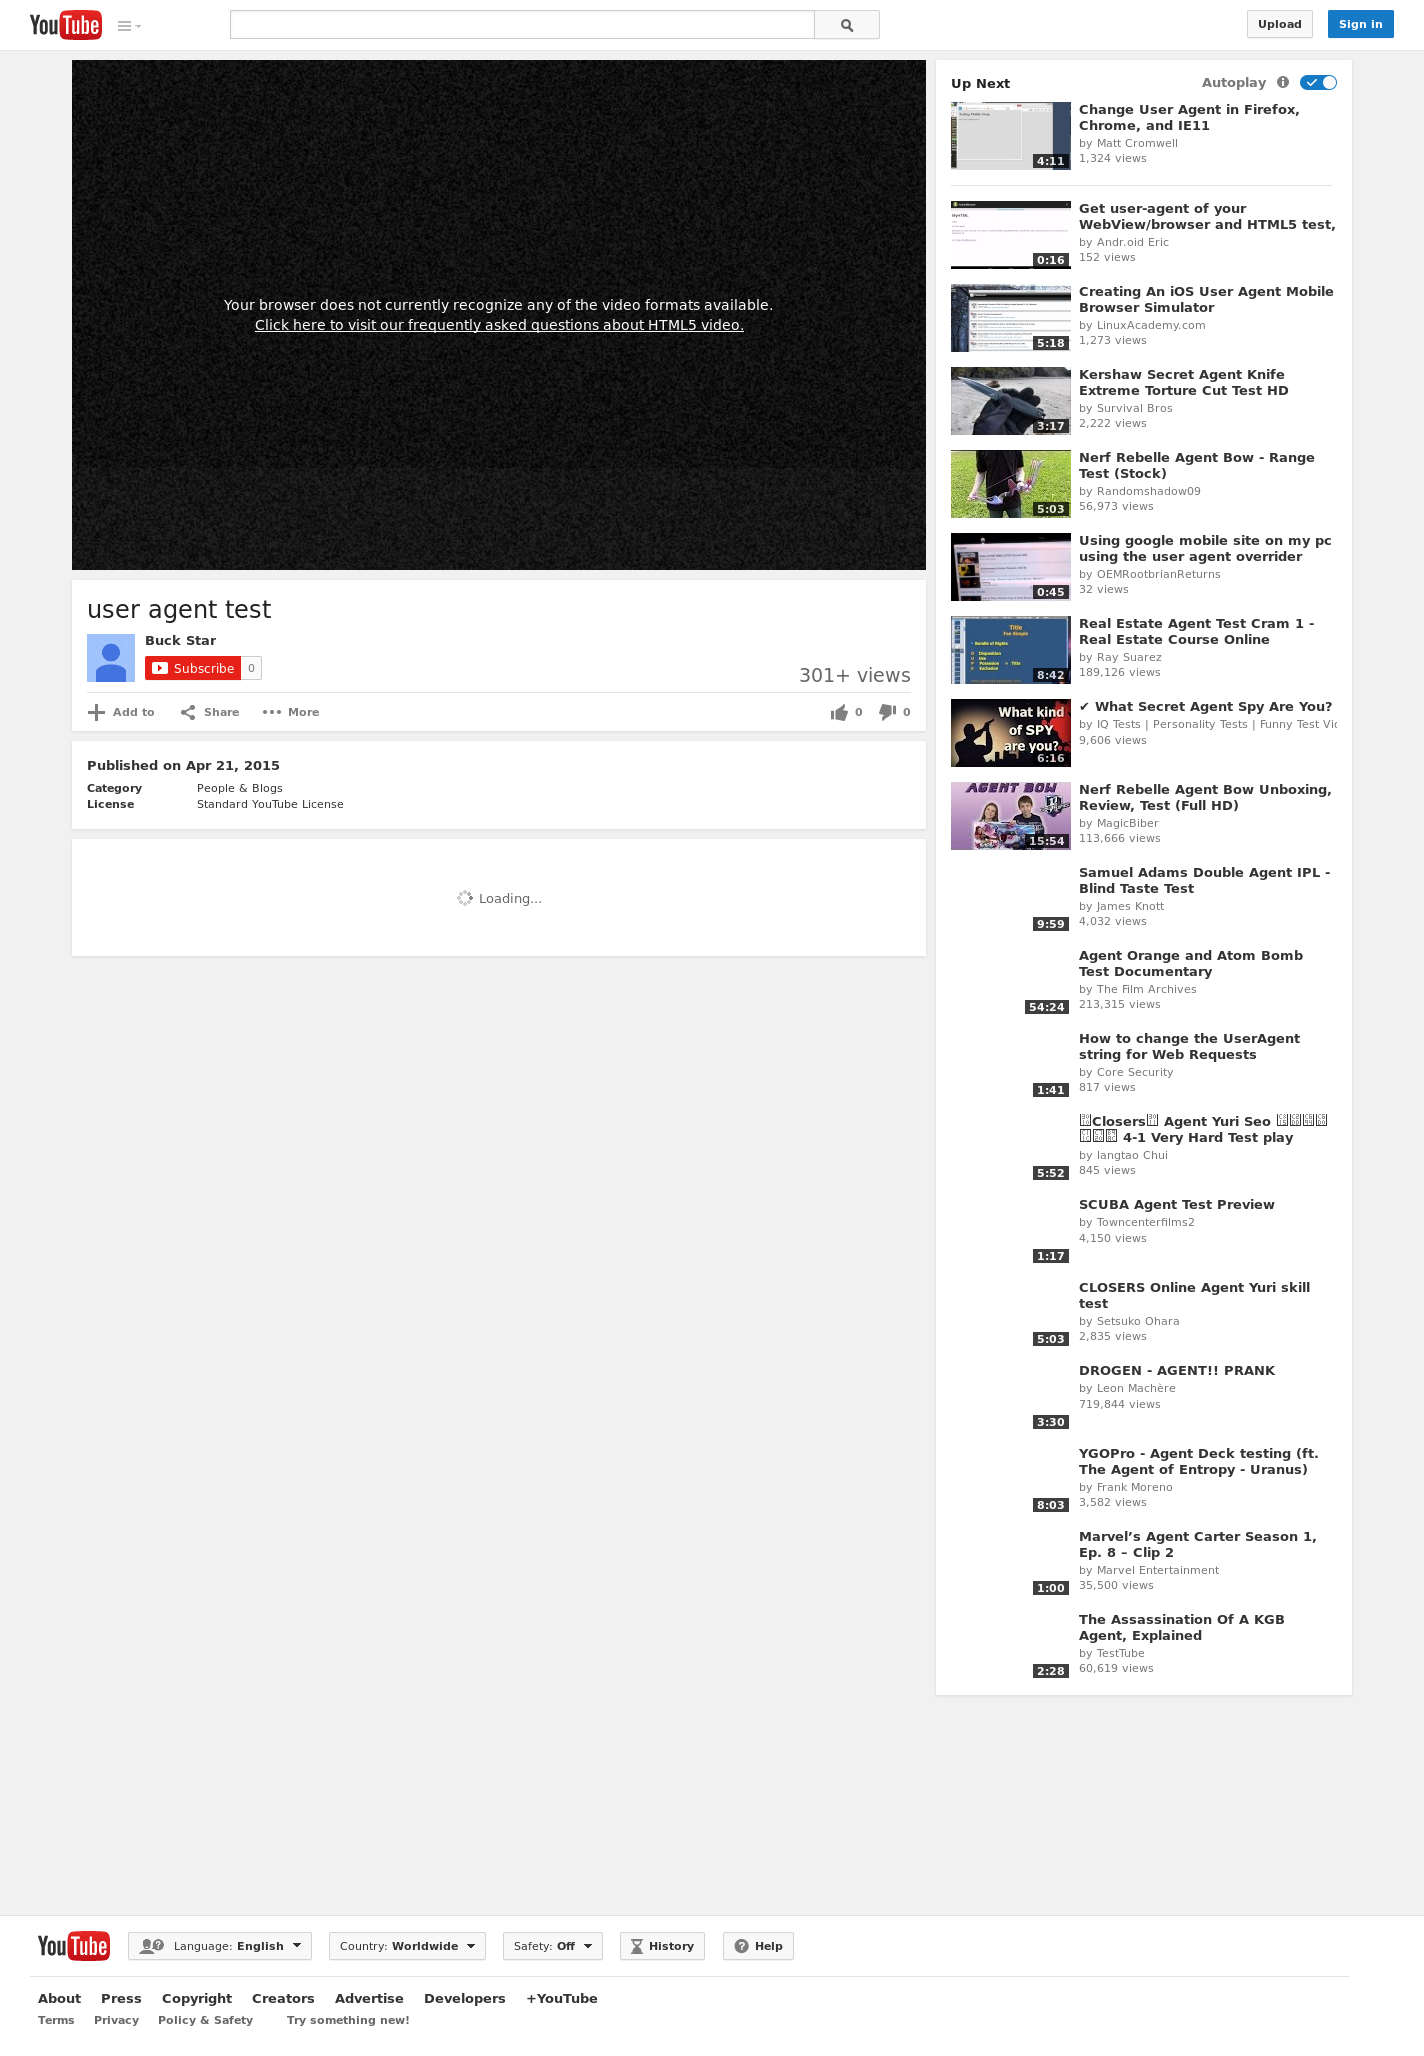 YouTube
Upload
Sign in
Your browser does not currently recognize any of the video formats available.
Click here to visit our frequently asked questions about HTML5 video.
user agent test
Buck Star
Subscribe 0
301+ views
Add to Share More 0 0
Published on Apr 21, 2015
Category People & Blogs
License Standard YouTube License
Loading...
Up Next Autoplay
Change User Agent in Firefox,
Chrome, and IE11
by Matt Cromwell
1,324 views
4:11
Get user-agent of your
WebView/browser and HTML5 test,
by Andr.oid Eric
152 views
0:16
Creating An iOS User Agent Mobile
Browser Simulator
by LinuxAcademy.com
1,273 views
5:18
Kershaw Secret Agent Knife
Extreme Torture Cut Test HD
by Survival Bros
2,222 views
3:17
Nerf Rebelle Agent Bow - Range
Test (Stock)
by Randomshadow09
56,973 views
5:03
Using google mobile site on my pc
using the user agent overrider
by OEMRootbrianReturns
32 views
0:45
Title
Fee Simple
Bundle of Rights
Disposition
Use
Possession = Title
Exclusion
Real Estate Agent Test Cram 1 -
Real Estate Course Online
by Ray Suarez
189,126 views
8:42
What kind
of SPY
are you?
✔ What Secret Agent Spy Are You?
by IQ Tests | Personality Tests | Funny Test Vi
9,606 views
6:16
AGENT BOW
Nerf Rebelle Agent Bow Unboxing,
Review, Test (Full HD)
by MagicBiber
113,666 views
15:54
Samuel Adams Double Agent IPL -
Blind Taste Test
by James Knott
4,032 views
9:59
Agent Orange and Atom Bomb
Test Documentary
by The Film Archives
213,315 views
54:24
How to change the UserAgent
string for Web Requests
by Core Security
817 views
1:41
Closers Agent Yuri Seo
4-1 Very Hard Test play
by langtao Chui
845 views
5:52
SCUBA Agent Test Preview
by Towncenterfilms2
4,150 views
1:17
CLOSERS Online Agent Yuri skill
test
by Setsuko Ohara
2,835 views
5:03
DROGEN - AGENT!! PRANK
by Leon Machère
719,844 views
3:30
YGOPro - Agent Deck testing (ft.
The Agent of Entropy - Uranus)
by Frank Moreno
3,582 views
8:03
Marvel’s Agent Carter Season 1,
Ep. 8 – Clip 2
by Marvel Entertainment
35,500 views
1:00
The Assassination Of A KGB
Agent, Explained
by TestTube
60,619 views
2:28
YouTube Language: English Country: Worldwide Safety: Off History Help
About Press Copyright Creators Advertise Developers +YouTube
Terms Privacy Policy & Safety Try something new!